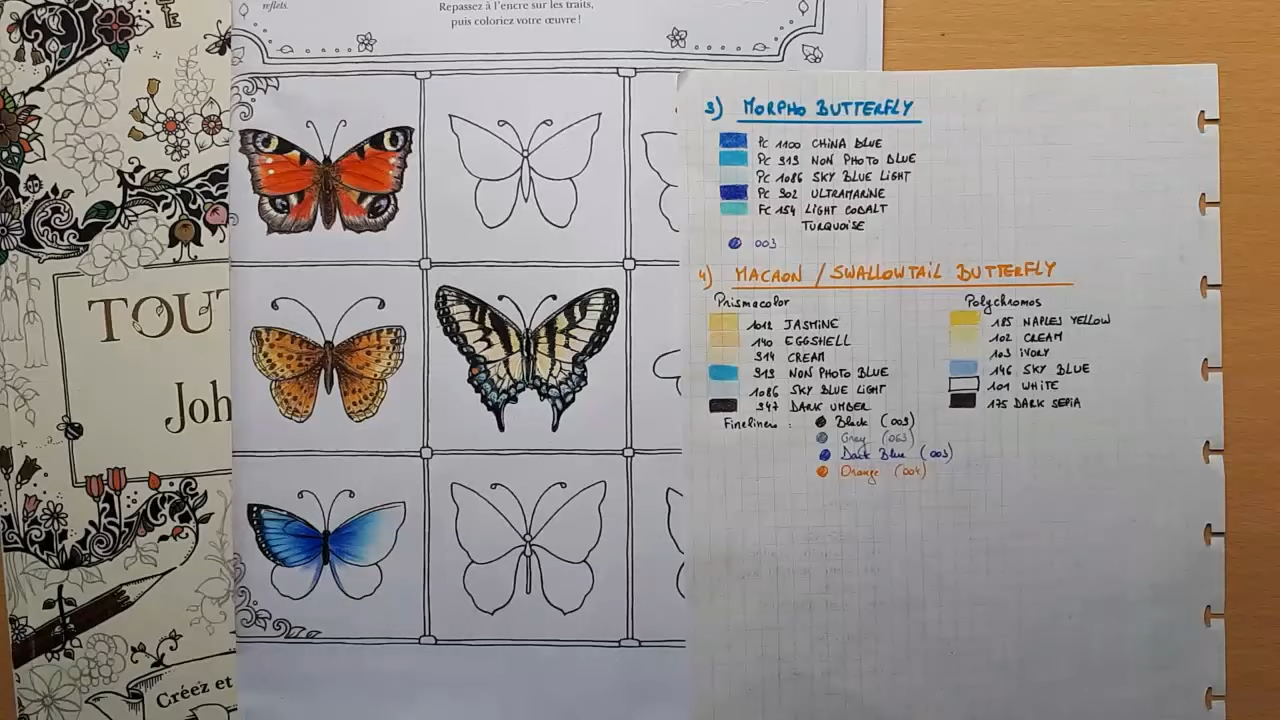 reflets.
Repassez à l'encre sur les traits,
puis coloriez votre œuvre !
TOUT
Joh
Créez et
3) MORPHO BUTTERFLY
PC 1100 CHINA BLUE
PC 919 NON PHOTO BLUE
PC 1086 SKY BLUE LIGHT
PC 902 ULTRAMARINE
FC 154 LIGHT COBALT
TURQUOISE
003
4) MACAON / SWALLOWTAIL BUTTERFLY
Prismacolor
1012 JASMINE
140 EGGSHELL
914 CREAM
919 NON PHOTO BLUE
1086 SKY BLUE LIGHT
947 DARK UMBER
Polychromos
185 NAPLES YELLOW
102 CREAM
103 IVORY
146 SKY BLUE
101 WHITE
175 DARK SEPIA
Fineliners : Black (003)
Grey (063)
Dark Blue (003)
Orange (004)